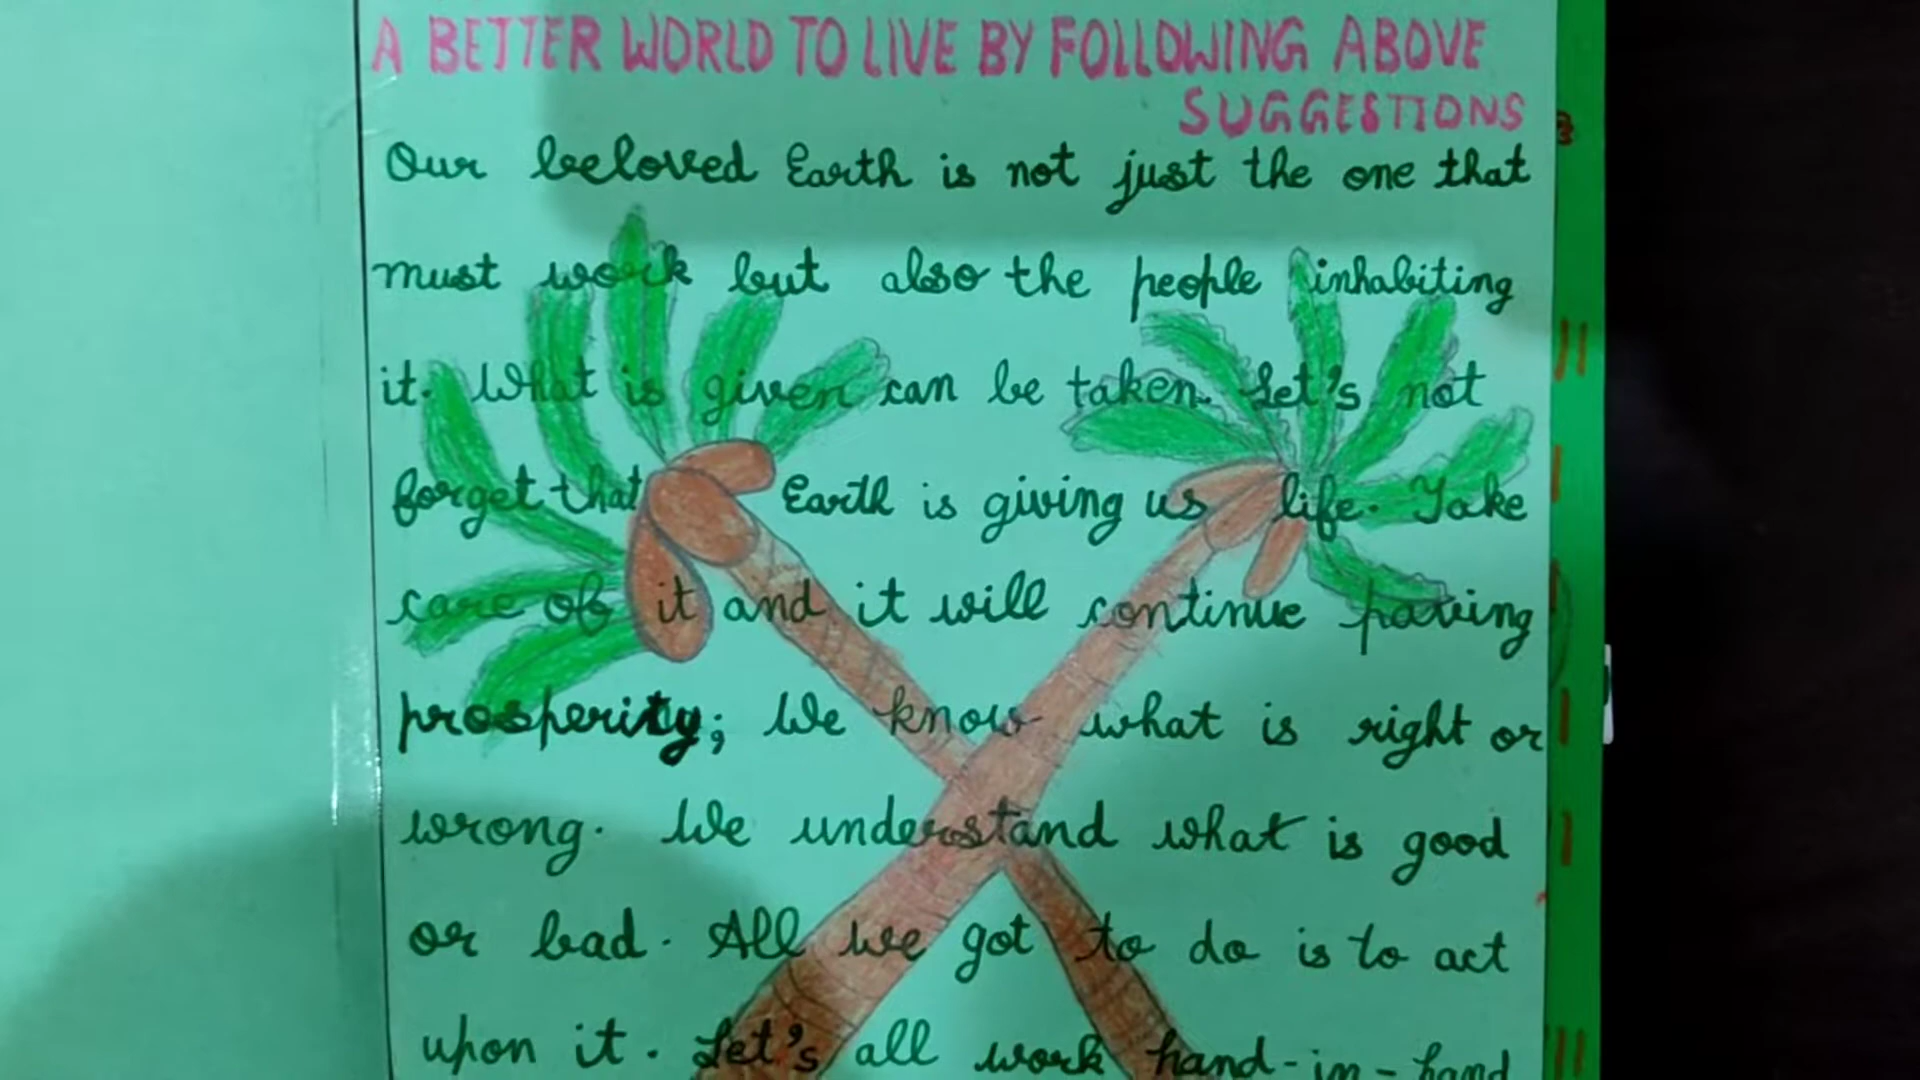 A BETTER WORLD TO LIVE BY FOLLOWING ABOVE
SUGGESTIONS
Our beloved Earth is not just the one that
must work but also the people inhabiting
it. What is given can be taken. Let's not
forget that Earth is giving us life. Take
care of it and it will continue paving
prosperity; We know what is right or
wrong. We understand what is good
or bad. All we got to do is to act
upon it. Let's all work hand-in-hand